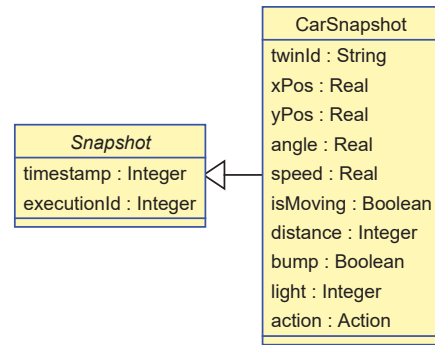 Snapshot
timestamp : Integer
executionId : Integer
CarSnapshot
twinId : String
xPos : Real
yPos : Real
angle : Real
speed : Real
isMoving : Boolean
distance : Integer
bump : Boolean
light : Integer
action : Action